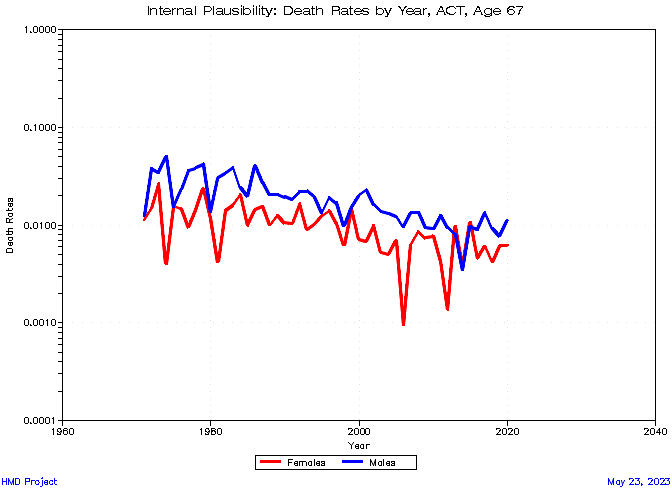 Internal Plausibility: Death Rates by Year, ACT, Age 67
1.0000
0.1000
0.0100
0.0010
0.0001
Death Rates
1960
1980
2000
2020
2040
Year
Females
Males
HMD Project
May 23, 2023